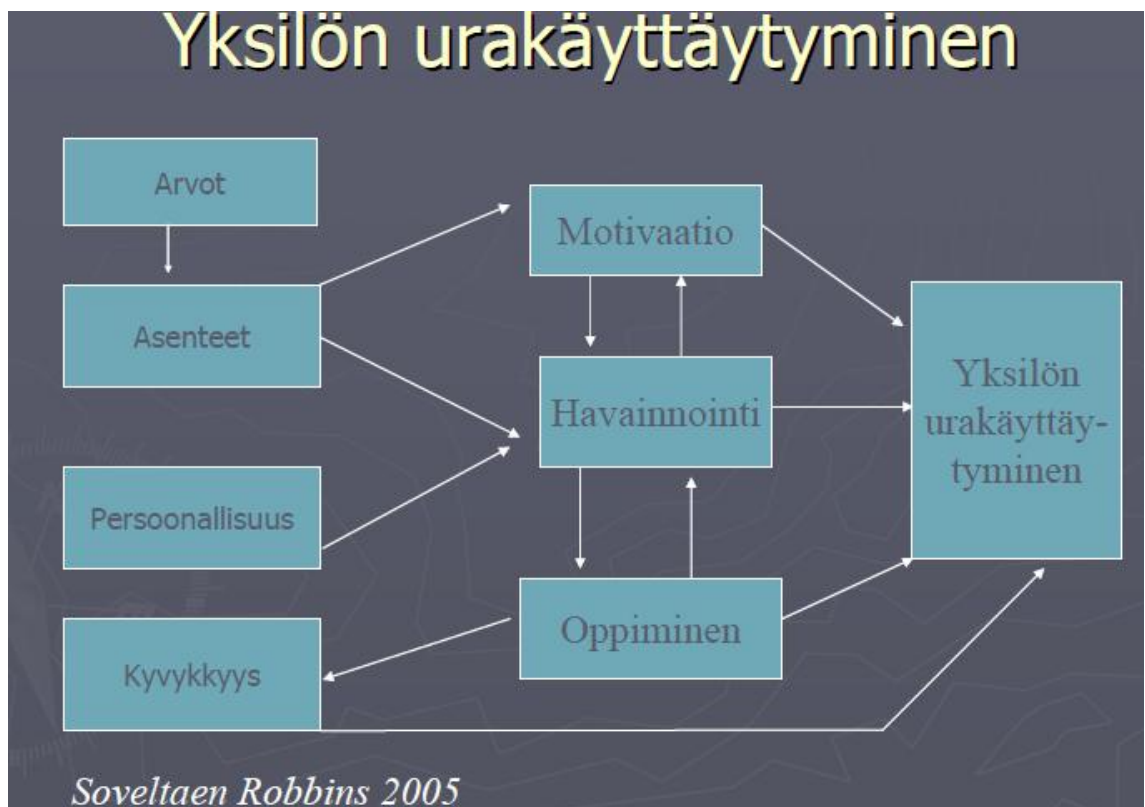 Yksilön urakäyttäytyminen
Arvot
Asenteet
Persoonallisuus
Kyvykkyys
Motivaatio
Havainnointi
Oppiminen
Yksilön
urakäyttäy-
tyminen
Soveltaen Robbins 2005